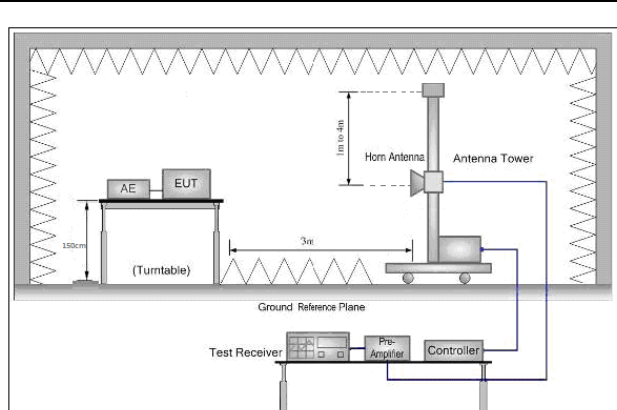 1m to 4m
Horn Antenna
Antenna Tower
AE
EUT
150cm
3m
(Turntable)
Ground Reference Plane
Test Receiver
Pre-
Amplifier
Controller